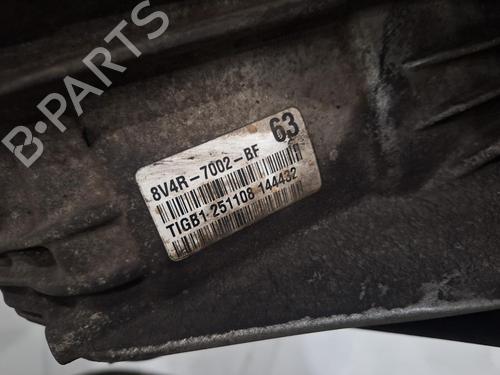 B-PARTS
63
8V4R-7002-BF
TIGB1 251108 144432